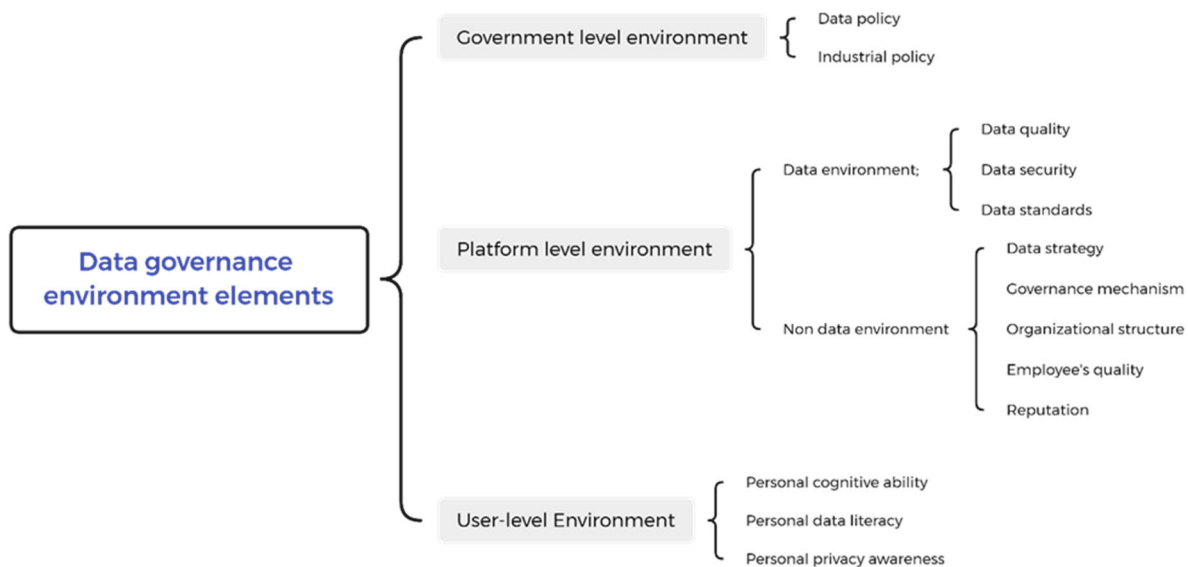 Data governance
environment elements
Government level environment
Data policy
Industrial policy
Platform level environment
Data environment;
Data quality
Data security
Data standards
Non data environment
Data strategy
Governance mechanism
Organizational structure
Employee's quality
Reputation
User-level Environment
Personal cognitive ability
Personal data literacy
Personal privacy awareness